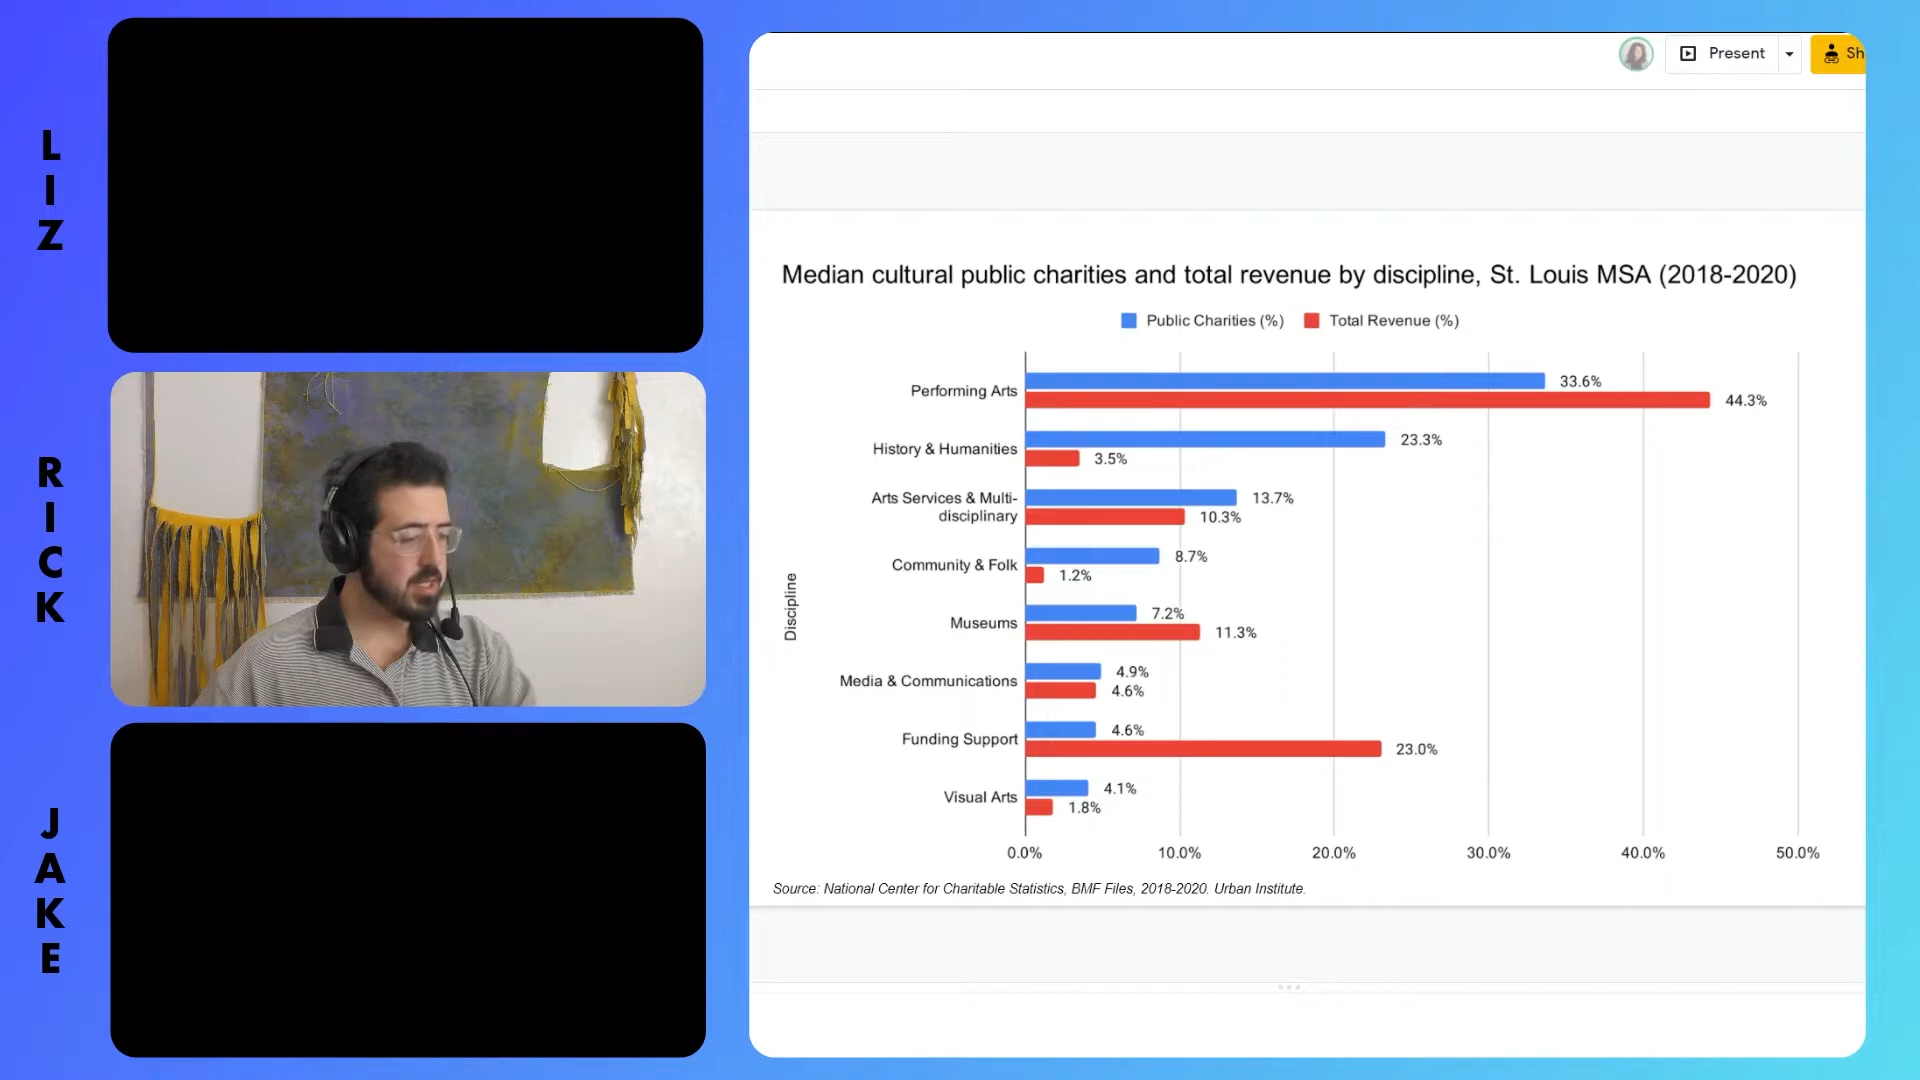 LIZ
RICK
JAKE
Present
Sh
Median cultural public charities and total revenue by discipline, St. Louis MSA (2018-2020)
Public Charities (%) Total Revenue (%)
Discipline
Performing Arts 33.6%
44.3%
History & Humanities 23.3%
3.5%
Arts Services & Multi- 13.7%
disciplinary 10.3%
Community & Folk 8.7%
1.2%
Museums 7.2%
11.3%
Media & Communications 4.9%
4.6%
Funding Support 4.6%
23.0%
Visual Arts 4.1%
1.8%
0.0% 10.0% 20.0% 30.0% 40.0% 50.0%
Source: National Center for Charitable Statistics, BMF Files, 2018-2020. Urban Institute.